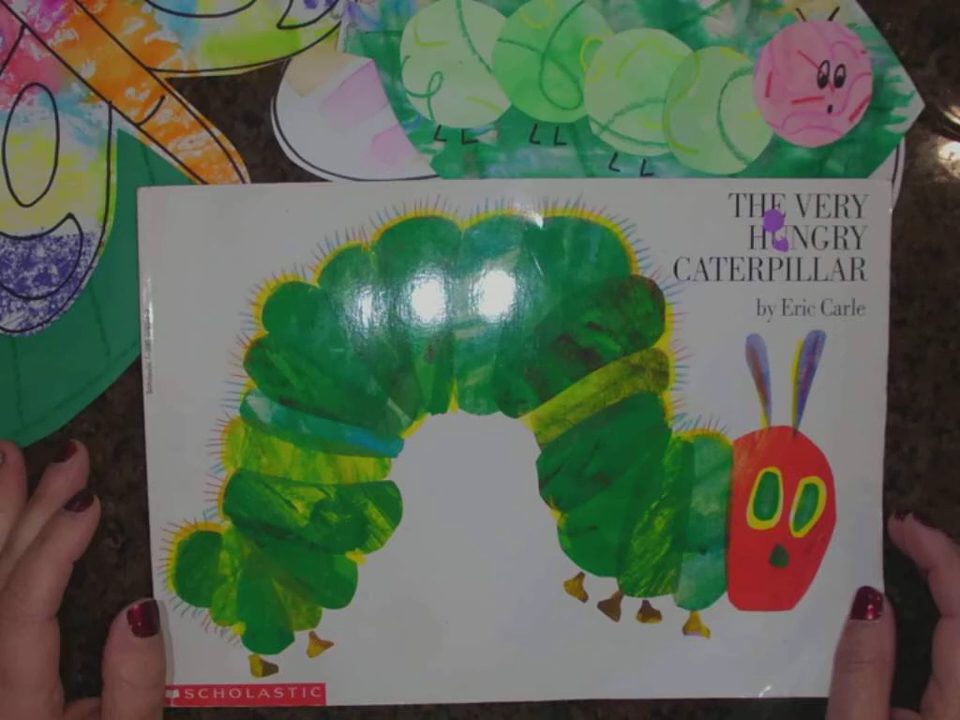 THE VERY
HUNGRY
CATERPILLAR
by Eric Carle
SCHOLASTIC